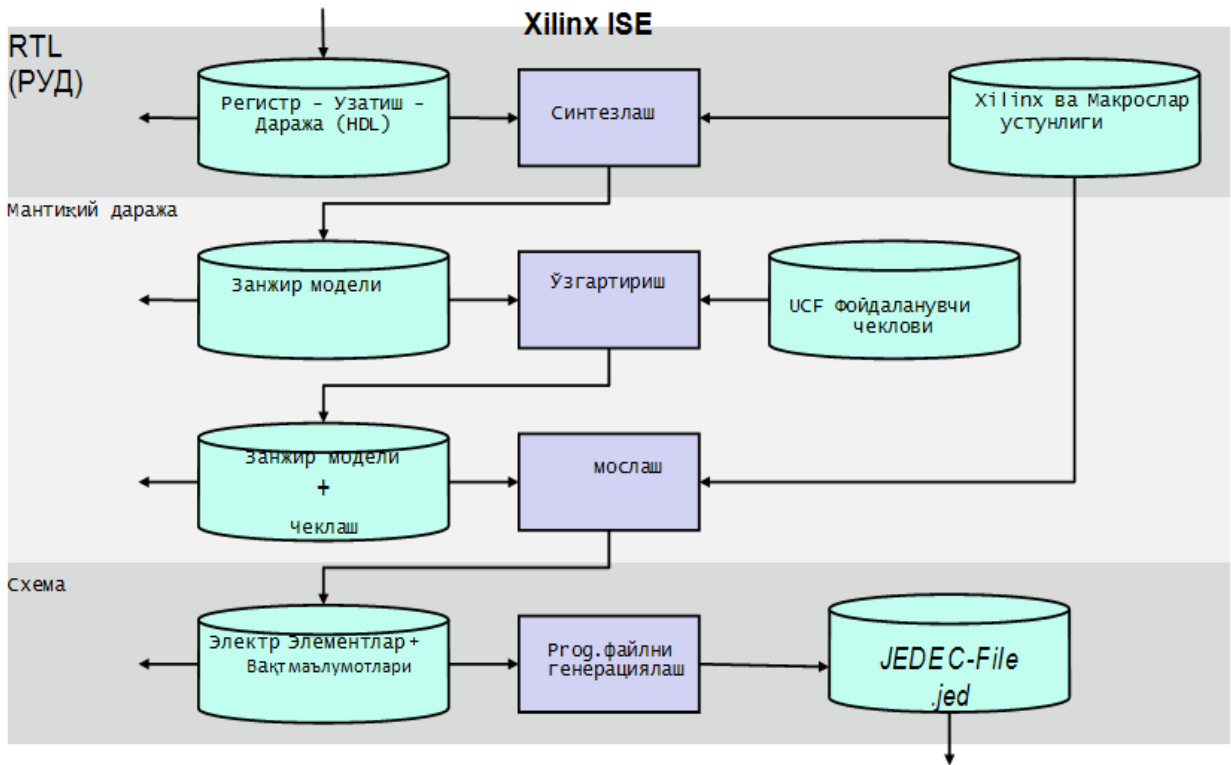 Xilinx ISE
RTL
(РУД)
Регистр – Узатиш –
Даража (HDL)
Синтезлаш
Xilinx ва Макрослар
устунлиги
Мантиқий даража
Занжир модели
Ўзгартириш
UCF Фойдаланувчи
чеклови
Занжир модели
+
Чеклаш
мослаш
Схема
Электр Элементлар +
Вақт маълумотлари
Prog.файлни
генерациялаш
JEDEC-File
.jed